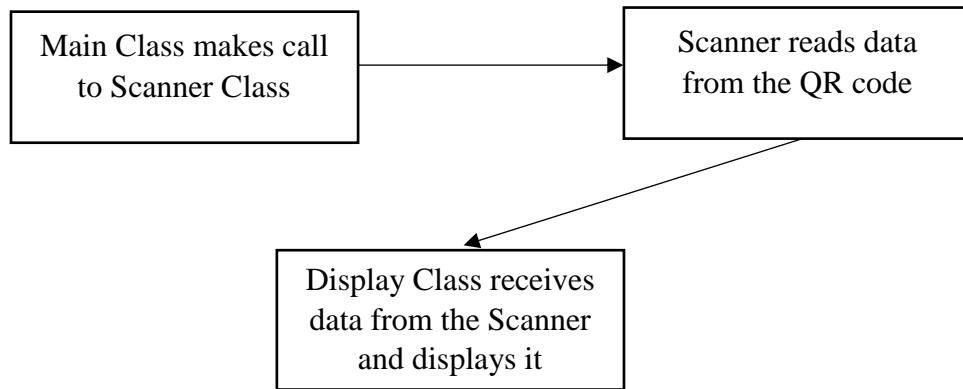 Main Class makes call
to Scanner Class
Scanner reads data
from the QR code
Display Class receives
data from the Scanner
and displays it